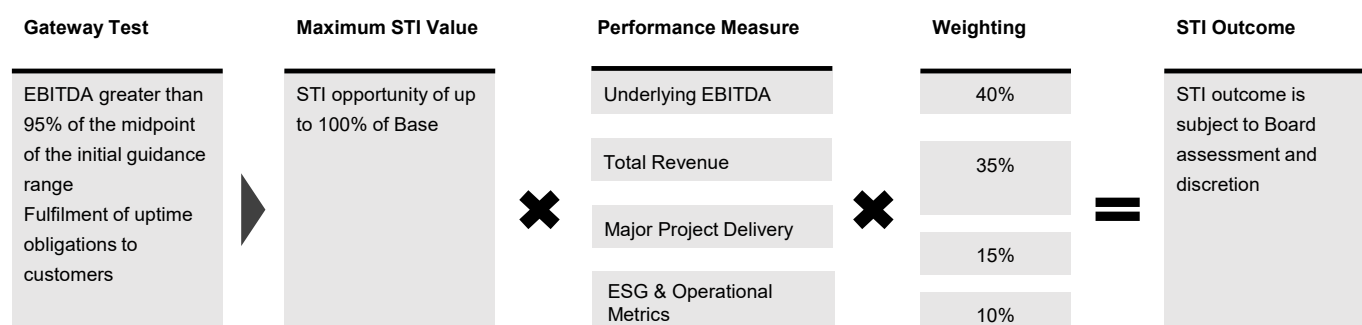 Gateway Test
Maximum STI Value
Performance Measure
Weighting
STI Outcome
EBITDA greater than
95% of the midpoint
of the initial guidance
range
Fulfilment of uptime
obligations to
customers
STI opportunity of up
to 100% of Base
Underlying EBITDA
Total Revenue
Major Project Delivery
ESG & Operational
Metrics
40%
35%
15%
10%
STI outcome is
subject to Board
assessment and
discretion